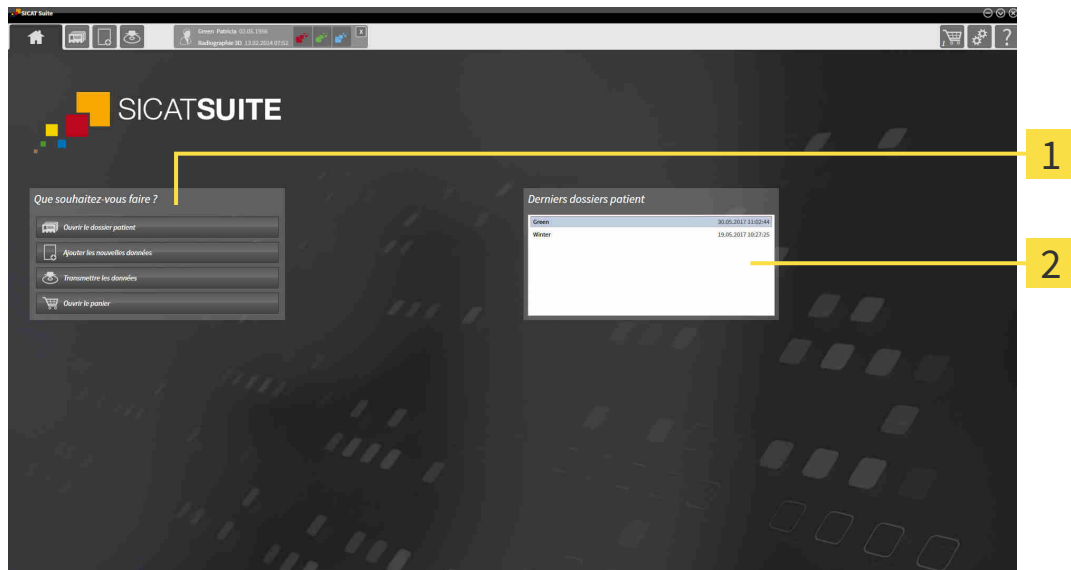 SICAT Suite
Green Patricia 02.05.1956
Radiographie 3D 13.02.2014 07:52
X
1
?
SICATSUITE
1
Que souhaitez-vous faire ?
Ouvrir le dossier patient
Ajouter les nouvelles données
Transmettre les données
Ouvrir le panier
Derniers dossiers patient
Green 30.05.2017 11:02:44
Winter 19.05.2017 10:27:25
2